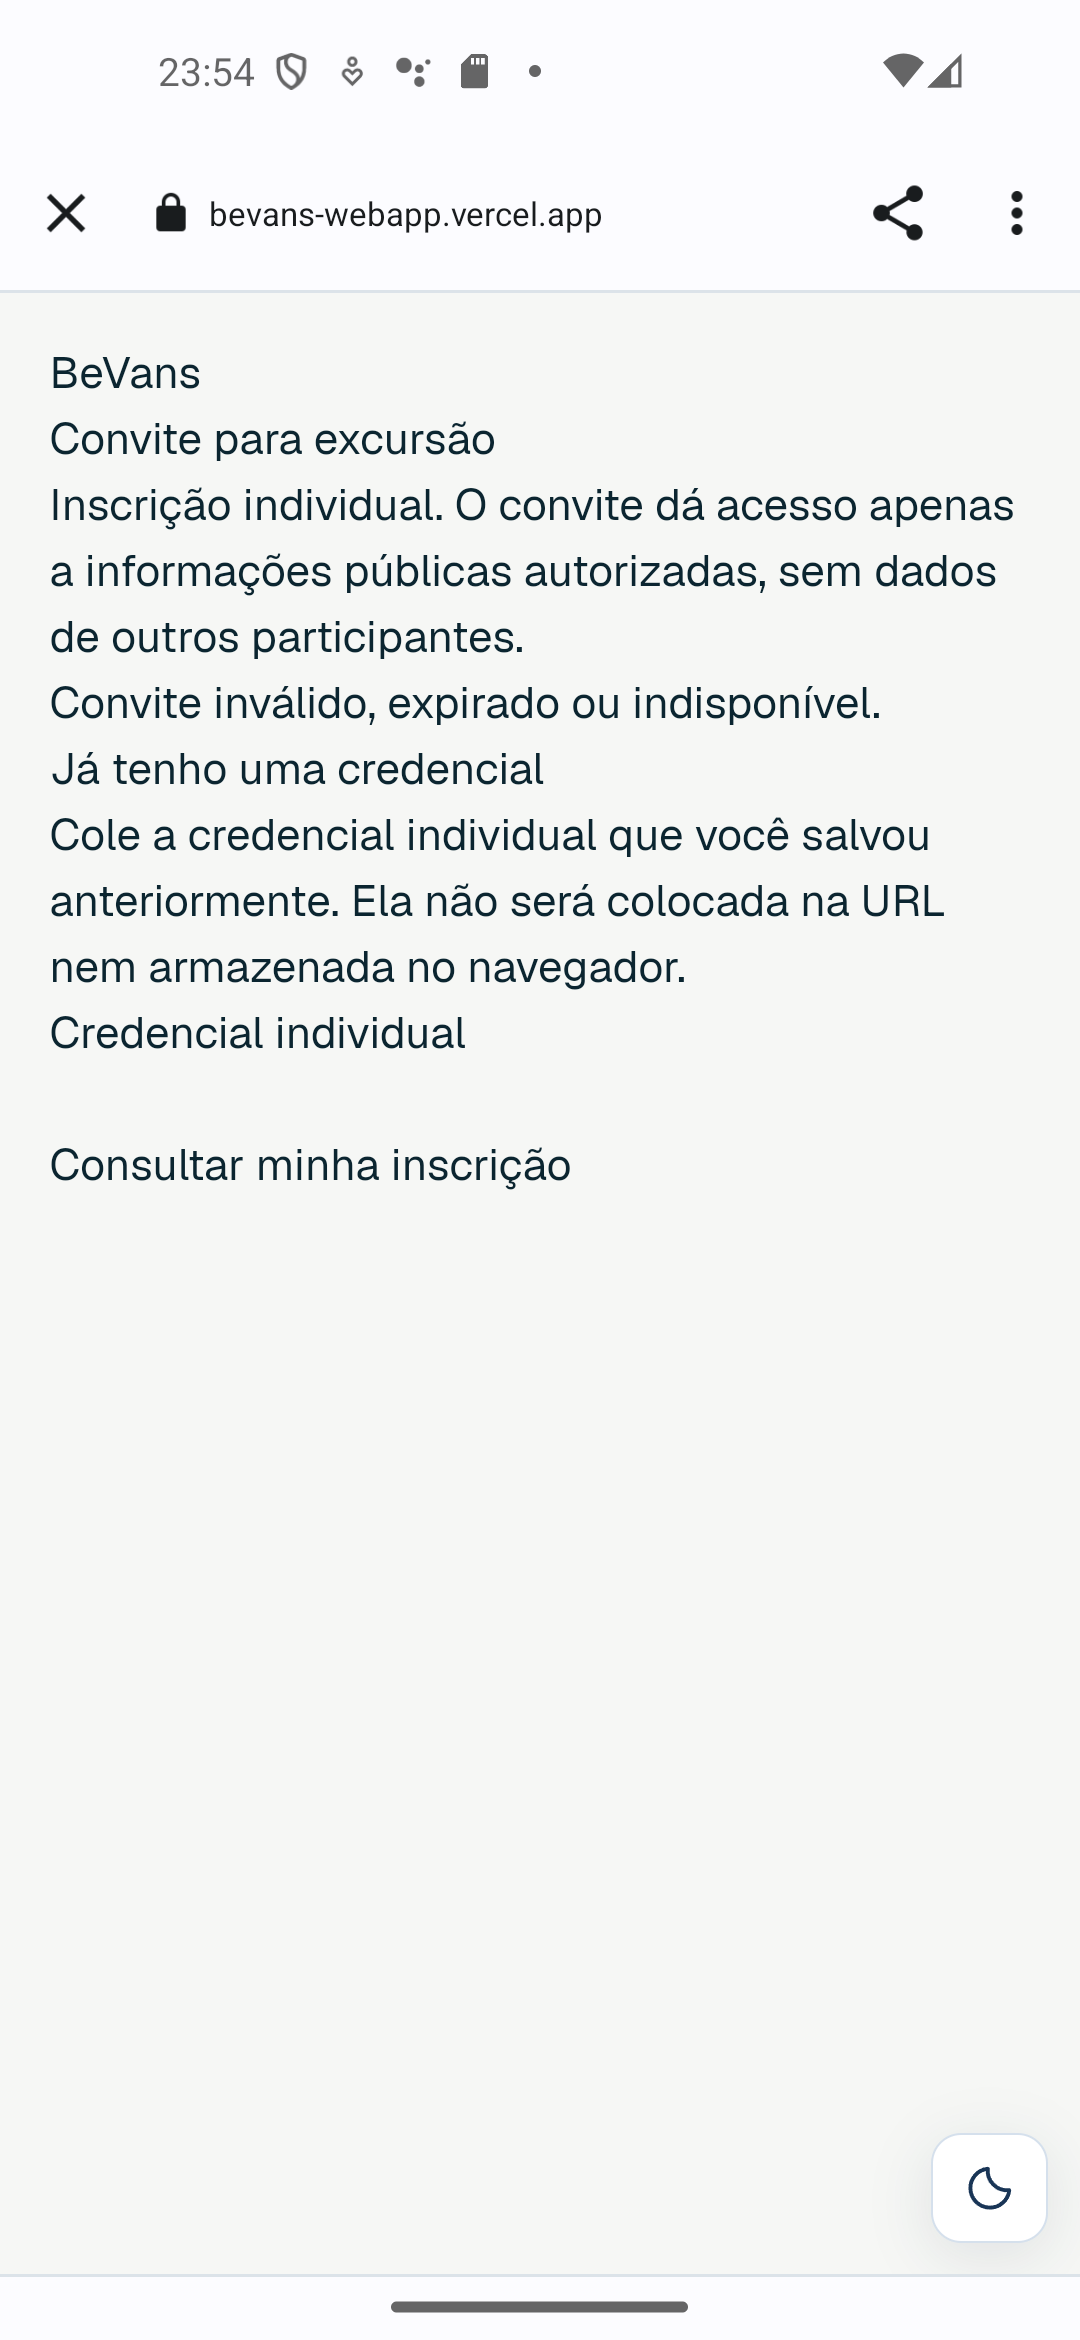 23:54
bevans-webapp.vercel.app
BeVans
Convite para excursão
Inscrição individual. O convite dá acesso apenas
a informações públicas autorizadas, sem dados
de outros participantes.
Convite inválido, expirado ou indisponível.
Já tenho uma credencial
Cole a credencial individual que você salvou
anteriormente. Ela não será colocada na URL
nem armazenada no navegador.
Credencial individual
Consultar minha inscrição